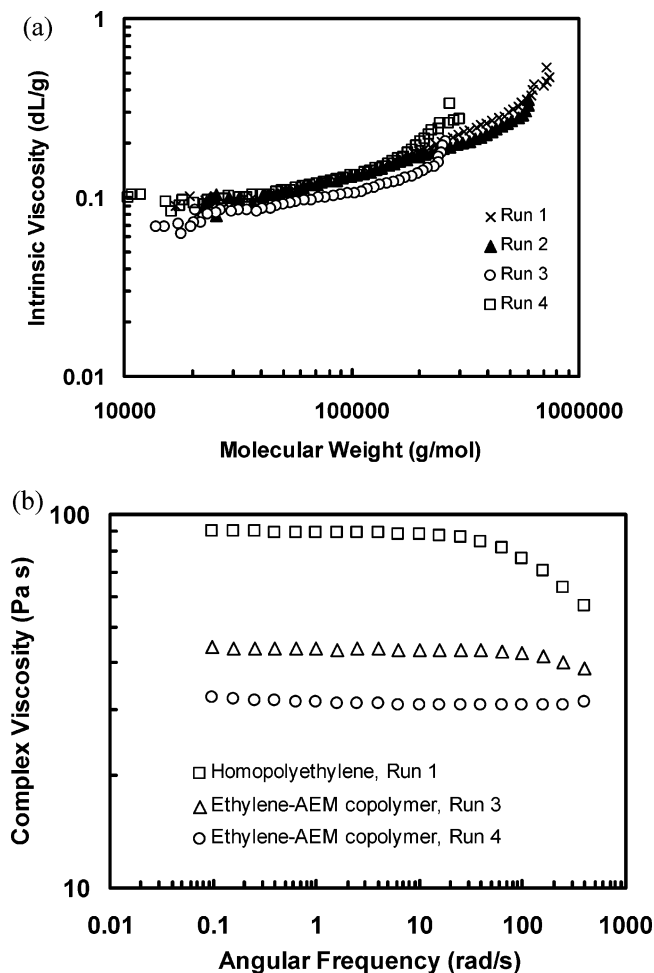 (a)
1
0.1
0.01
Intrinsic Viscosity (dL/g)
Run 1
Run 2
Run 3
Run 4
10000 100000 1000000
Molecular Weight (g/mol)
(b)
100
10
Complex Viscosity (Pa s)
Homopolyethylene, Run 1
Ethylene-AEM copolymer, Run 3
Ethylene-AEM copolymer, Run 4
0.01 0.1 1 10 100 1000
Angular Frequency (rad/s)